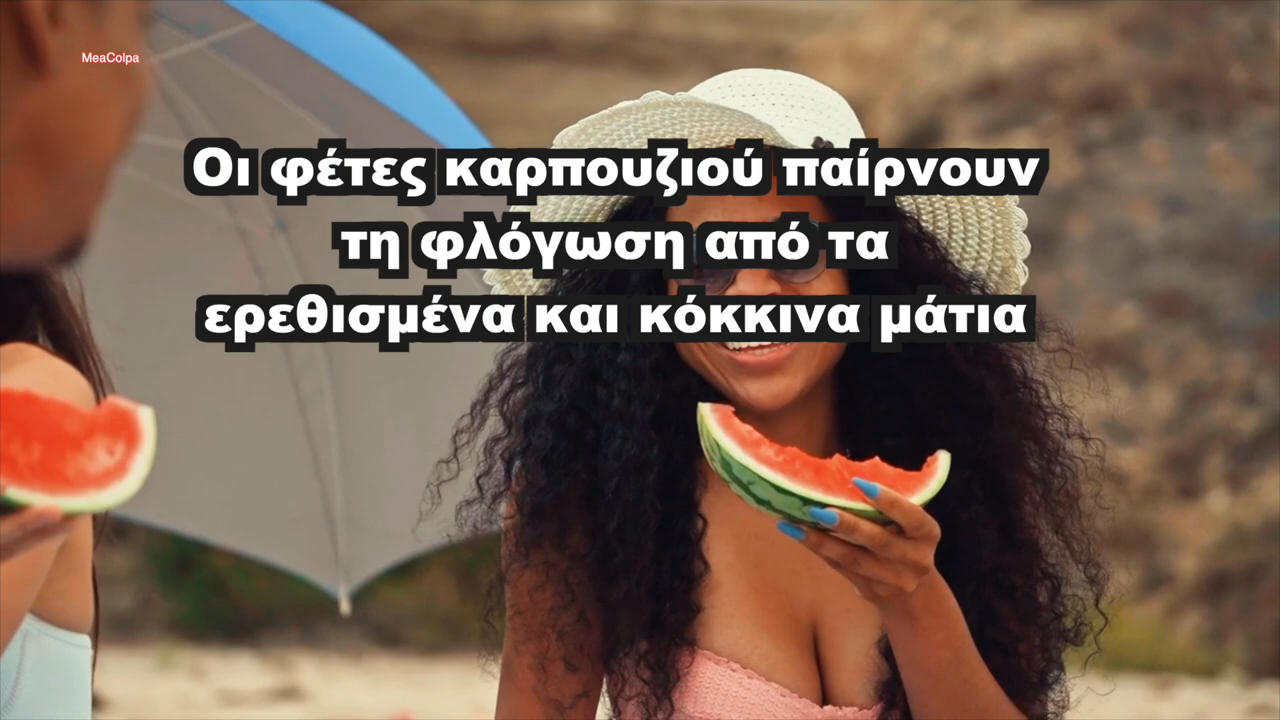 MeaColpa
Οι φέτες καρπουζιού παίρνουν
τη φλόγωση από τα
ερεθισμένα και κόκκινα μάτια